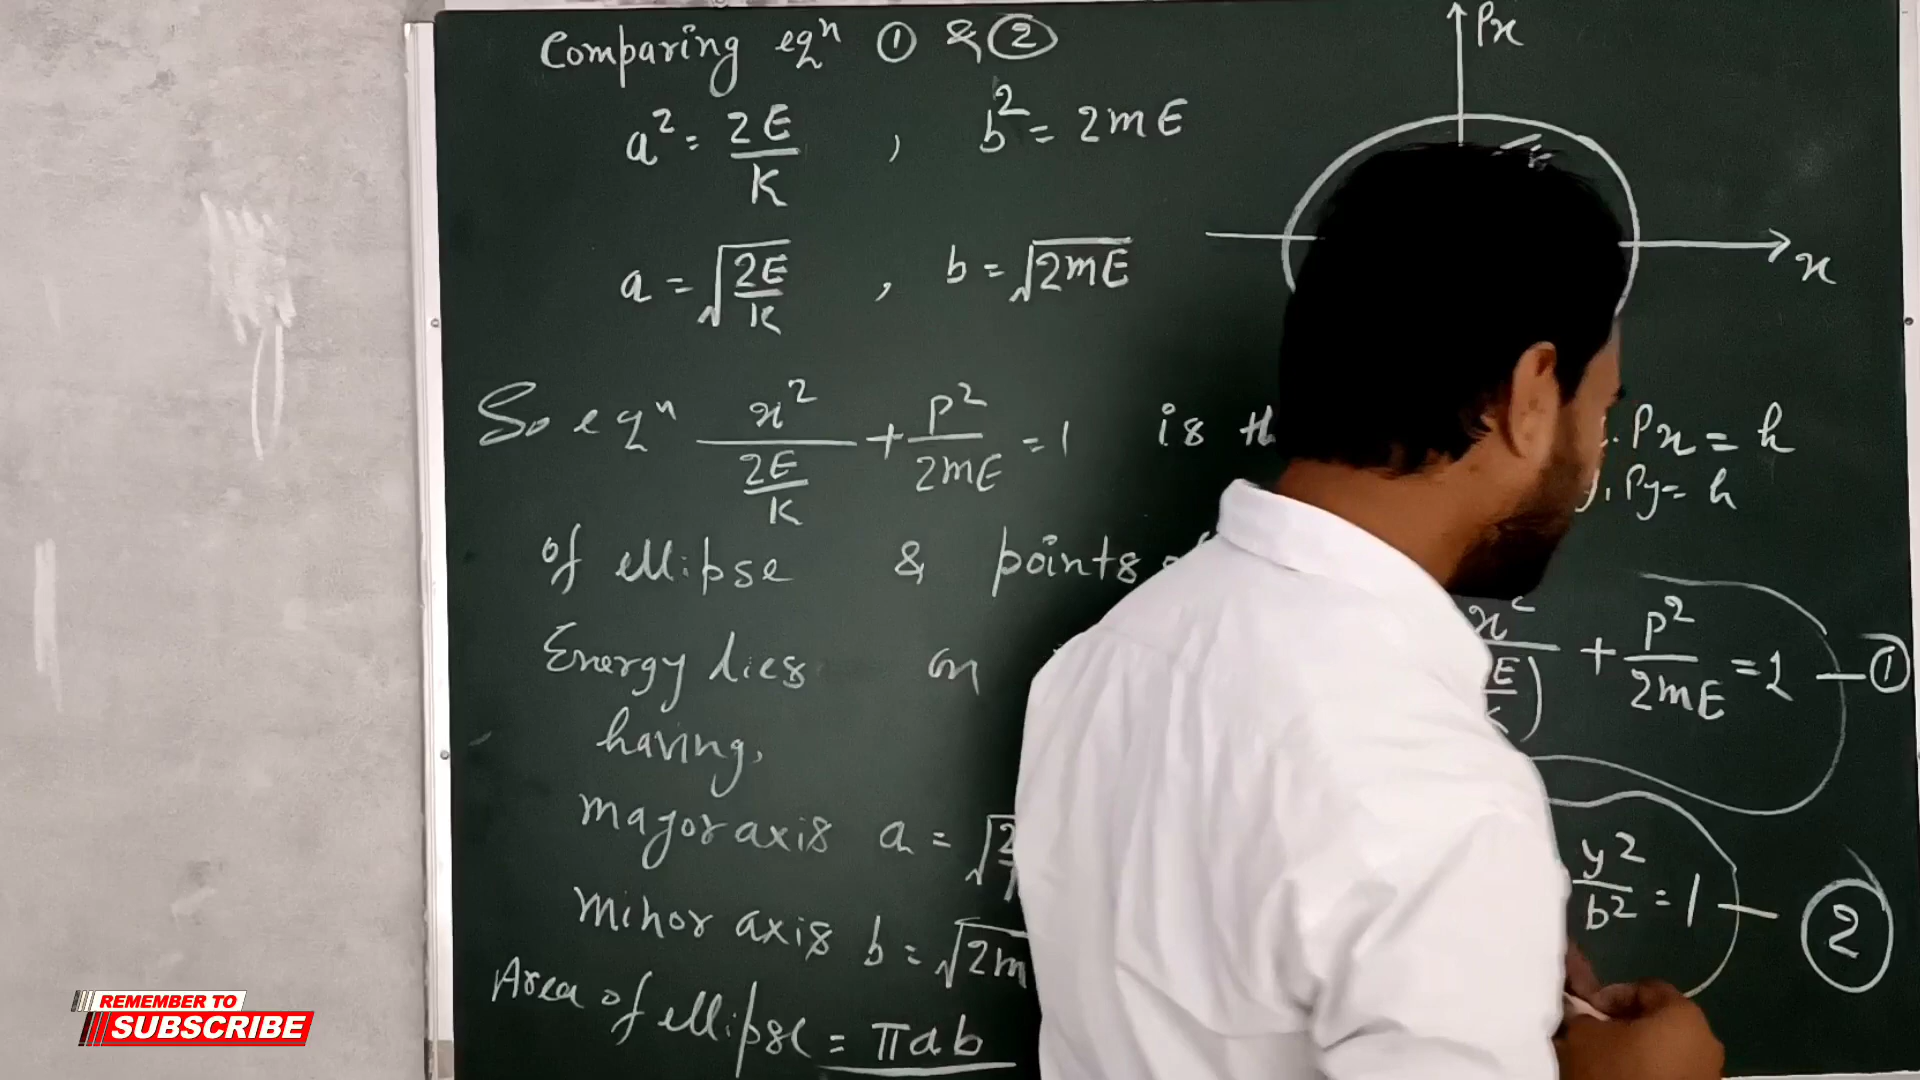 Comparing eqn ① & ②
a² = 2E/K , b² = 2mE
a = √(2E/K) , b = √(2mE)
So eqn x²/(2E/K) + P²/2mE = 1 is
of ellipse & points
Energy lies on
having,
major axis a =
minor axis b = √2m
Area of ellipse = πab
Px
x
. Px = h
. Py = h
+ P²/2mE = 1 — ①
y²/b² = 1 — ②
REMEMBER TO
SUBSCRIBE